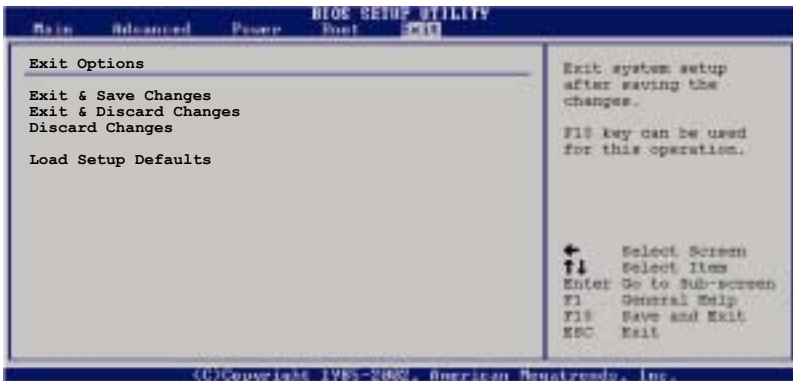 BIOS SETUP UTILITY
Main Advanced Power Boot Exit
Exit Options
Exit & Save Changes
Exit & Discard Changes
Discard Changes
Load Setup Defaults
Exit system setup
after saving the
changes.
F10 key can be used
for this operation.
← Select Screen
↑↓ Select Item
Enter Go to Sub-screen
F1 General Help
F10 Save and Exit
ESC Exit
(C)Copyright 1985-2002, American Megatrends, Inc.